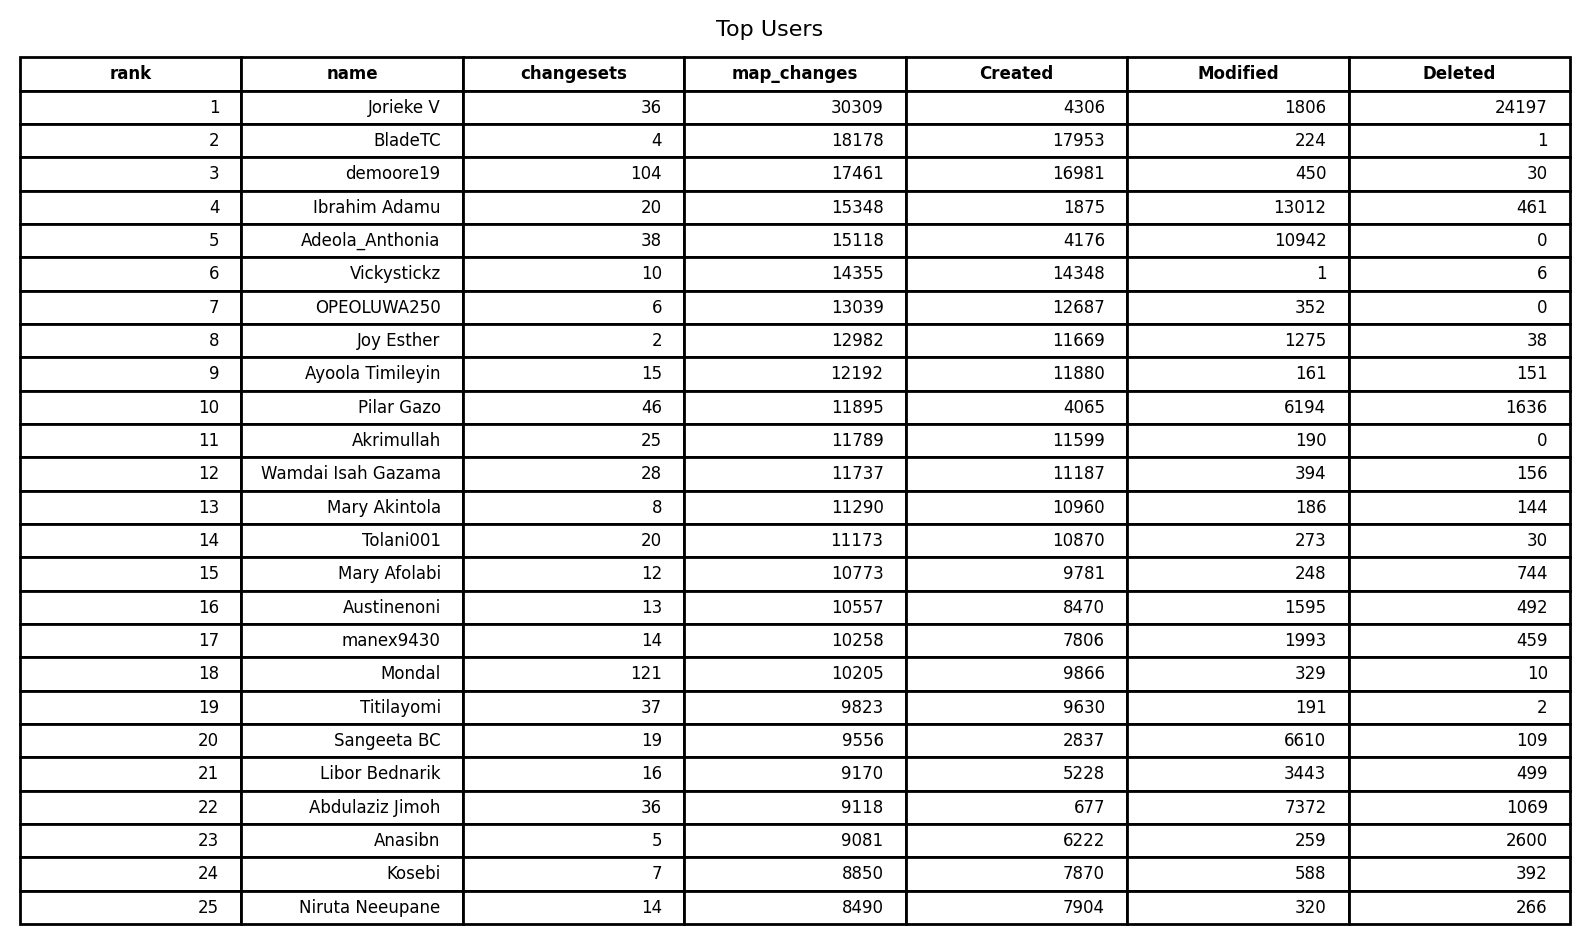 Top Users
rank name changesets map_changes Created Modified Deleted
1 Jorieke V 36 30309 4306 1806 24197
2 BladeTC 4 18178 17953 224 1
3 demoore19 104 17461 16981 450 30
4 Ibrahim Adamu 20 15348 1875 13012 461
5 Adeola_Anthonia 38 15118 4176 10942 0
6 Vickystickz 10 14355 14348 1 6
7 OPEOLUWA250 6 13039 12687 352 0
8 Joy Esther 2 12982 11669 1275 38
9 Ayoola Timileyin 15 12192 11880 161 151
10 Pilar Gazo 46 11895 4065 6194 1636
11 Akrimullah 25 11789 11599 190 0
12 Wamdai Isah Gazama 28 11737 11187 394 156
13 Mary Akintola 8 11290 10960 186 144
14 Tolani001 20 11173 10870 273 30
15 Mary Afolabi 12 10773 9781 248 744
16 Austinenoni 13 10557 8470 1595 492
17 manex9430 14 10258 7806 1993 459
18 Mondal 121 10205 9866 329 10
19 Titilayomi 37 9823 9630 191 2
20 Sangeeta BC 19 9556 2837 6610 109
21 Libor Bednarik 16 9170 5228 3443 499
22 Abdulaziz Jimoh 36 9118 677 7372 1069
23 Anasibn 5 9081 6222 259 2600
24 Kosebi 7 8850 7870 588 392
25 Niruta Neeupane 14 8490 7904 320 266